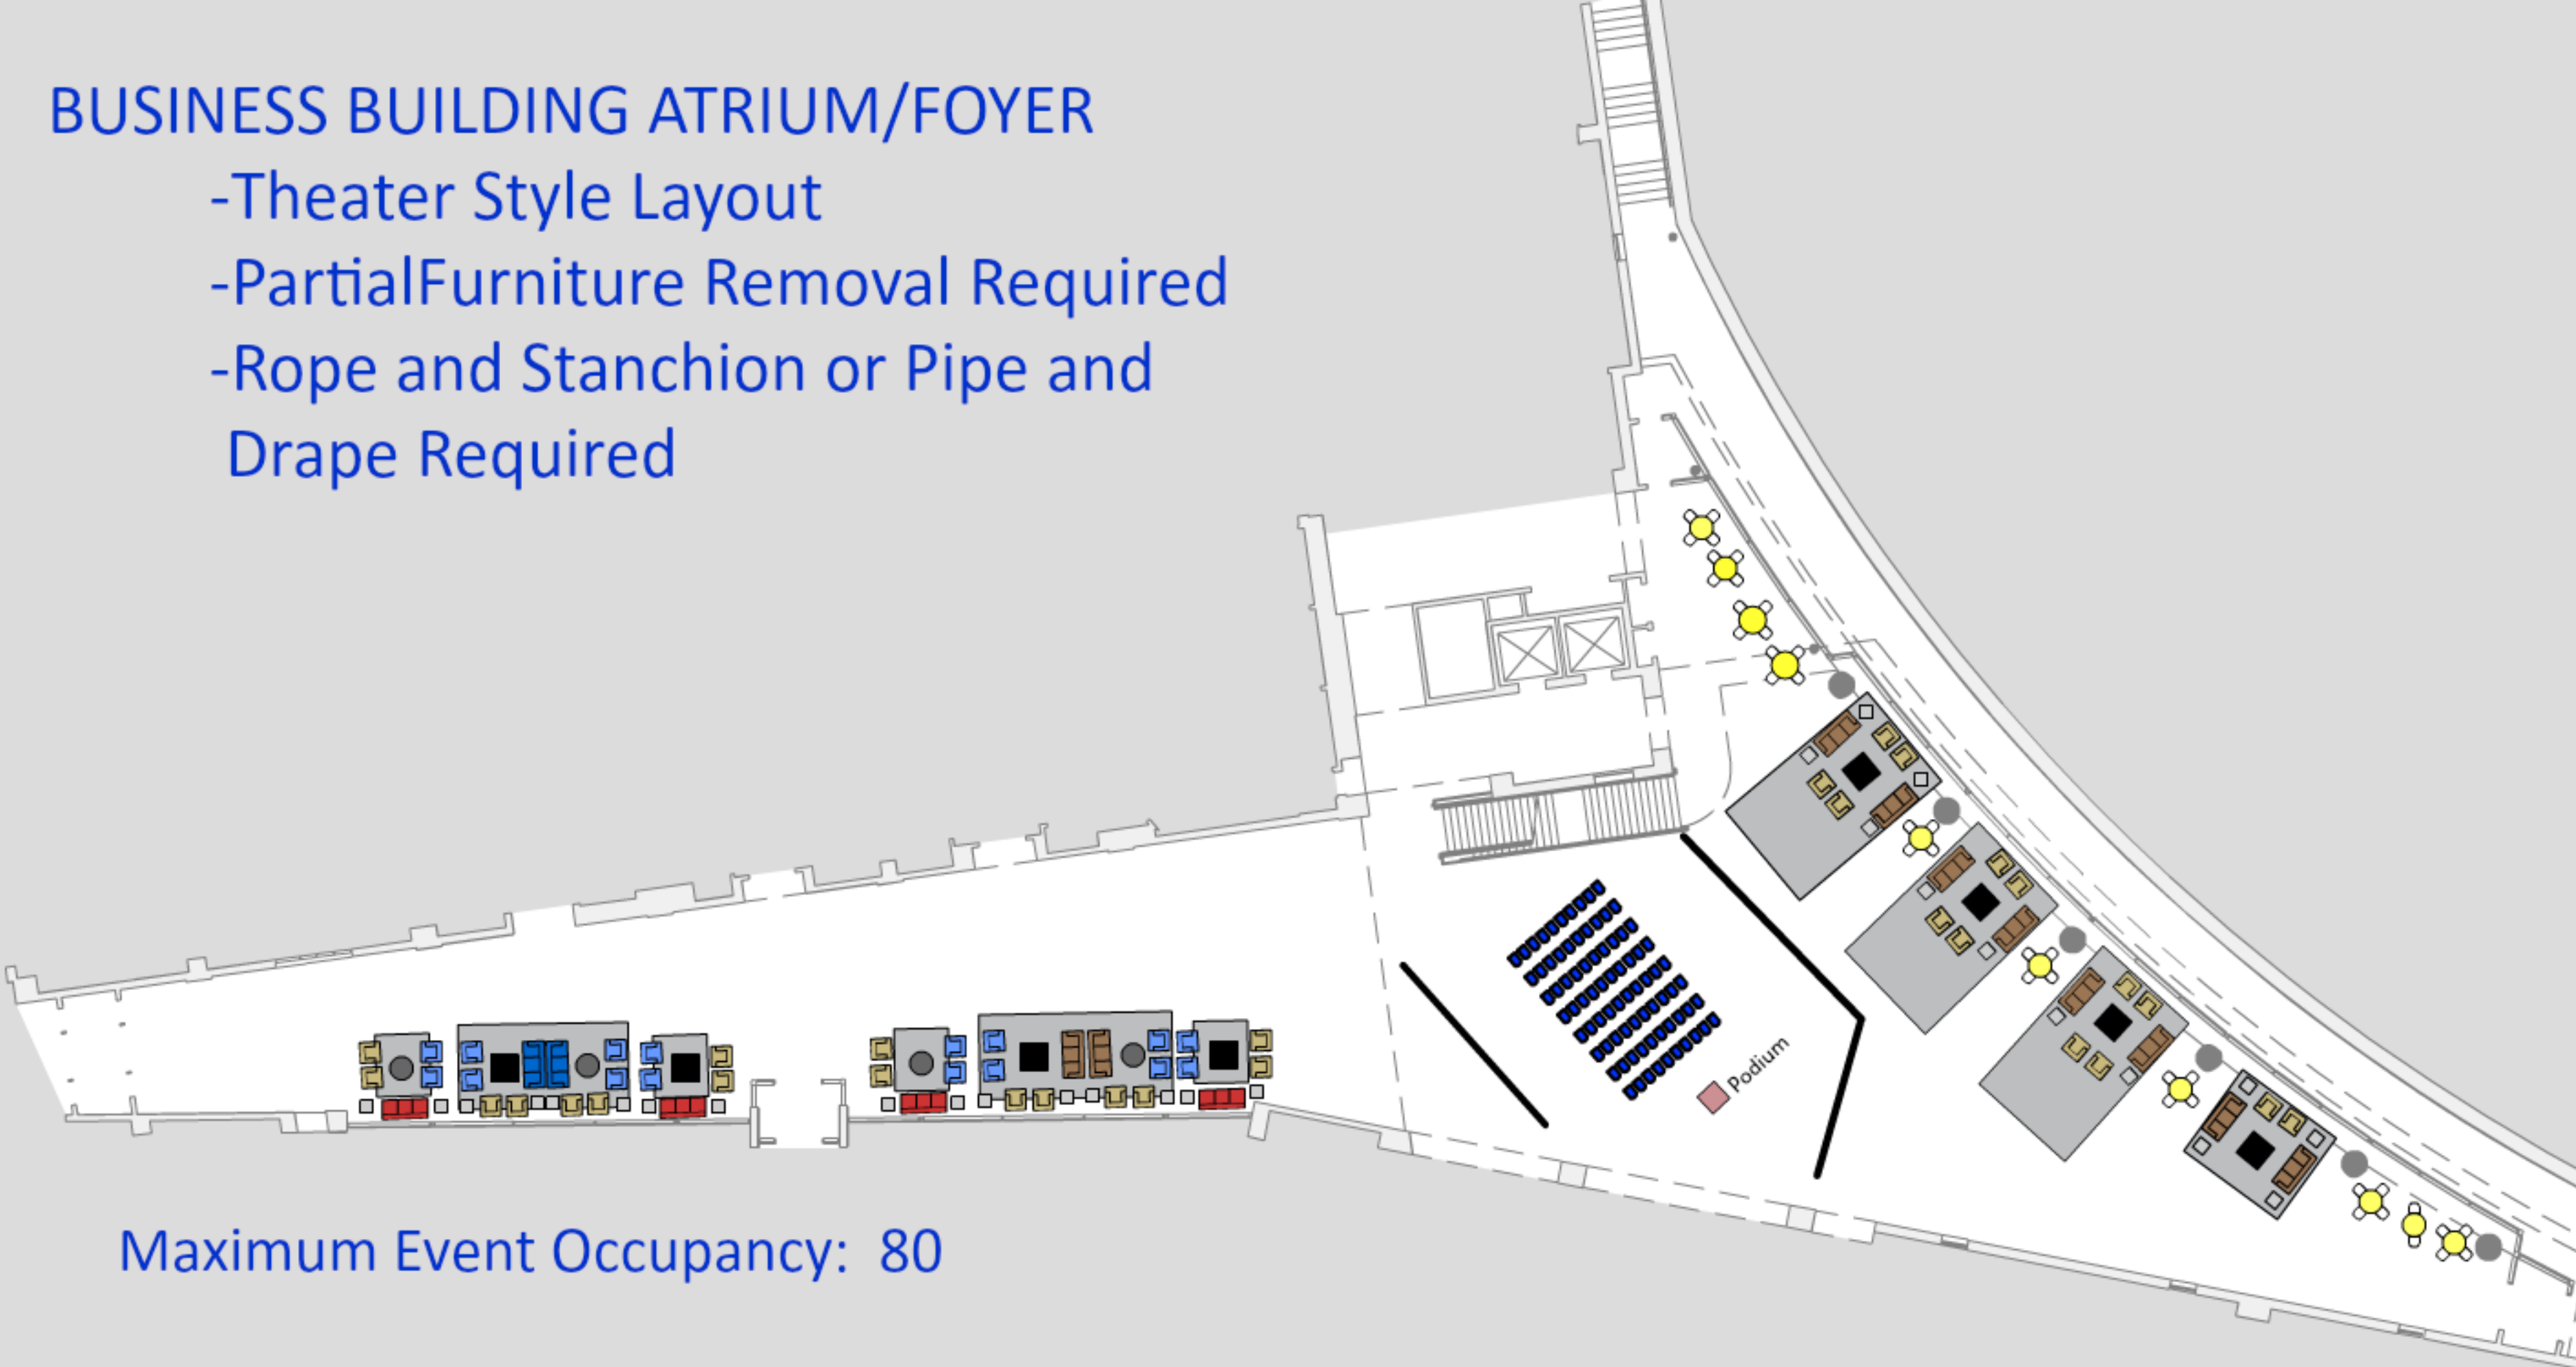 BUSINESS BUILDING ATRIUM/FOYER
-Theater Style Layout
-PartialFurniture Removal Required
-Rope and Stanchion or Pipe and
Drape Required
Podium
Maximum Event Occupancy: 80